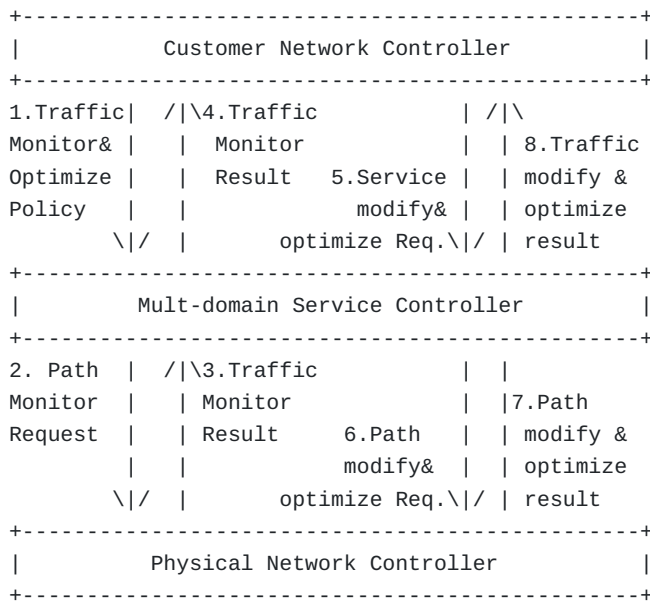 +------------------------------------------------+
|           Customer Network Controller          |
+------------------------------------------------+
1.Traffic|  /|\4.Traffic           | /|\
Monitor& |   |  Monitor            |  | 8.Traffic
Optimize |   |  Result   5.Service |  | modify &
Policy   |   |             modify& |  | optimize
       \|/   |       optimize Req.\|/ | result
+------------------------------------------------+
|         Mult-domain Service Controller         |
+------------------------------------------------+
2. Path  |  /|\3.Traffic           |  |
Monitor  |   | Monitor             |  |7.Path
Request  |   | Result     6.Path   |  | modify &
         |   |            modify&  |  | optimize
       \|/   |       optimize Req.\|/ | result
+------------------------------------------------+
|          Physical Network Controller           |
+------------------------------------------------+